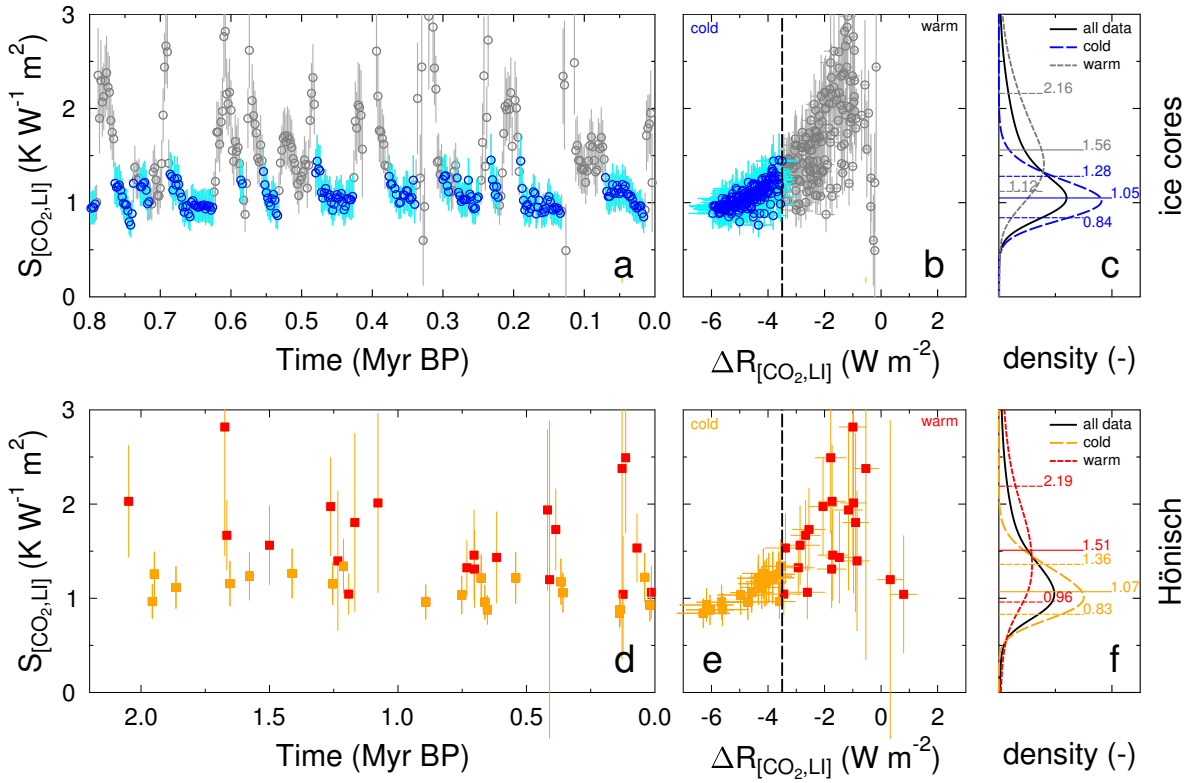 3
2
1
0
S[CO₂,LI] (K W⁻¹ m²)
0.8 0.7 0.6 0.5 0.4 0.3 0.2 0.1 0.0
Time (Myr BP)
a
cold
warm
b
-6 -4 -2 0 2
ΔR[CO₂,LI] (W m⁻²)
all data
cold
warm
2.16
1.56
1.28
1.12
1.05
0.84
c
density (-)
ice cores
3
2
1
0
S[CO₂,LI] (K W⁻¹ m²)
2.0 1.5 1.0 0.5 0.0
Time (Myr BP)
d
cold
warm
e
-6 -4 -2 0 2
ΔR[CO₂,LI] (W m⁻²)
all data
cold
warm
2.19
1.51
1.36
1.07
0.96
0.83
f
density (-)
Hönisch